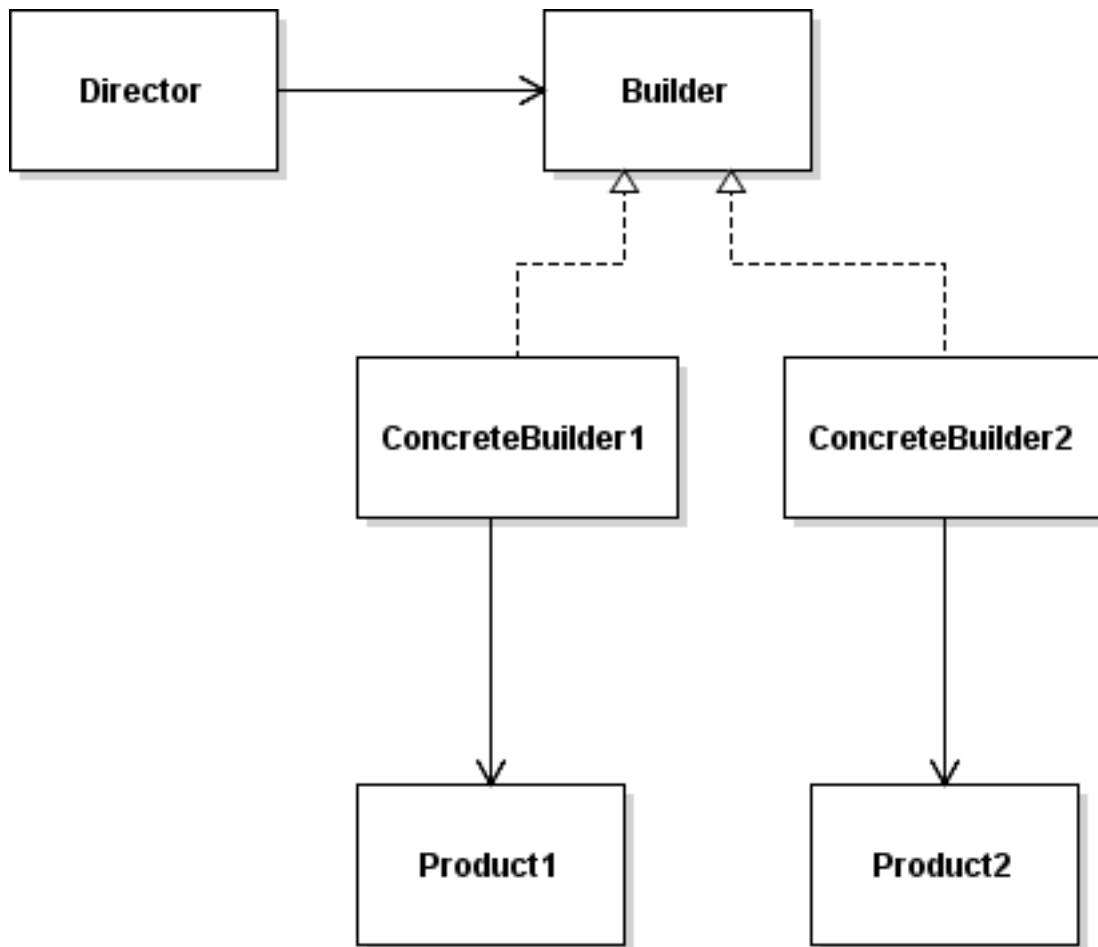 Director
Builder
ConcreteBuilder1
ConcreteBuilder2
Product1
Product2